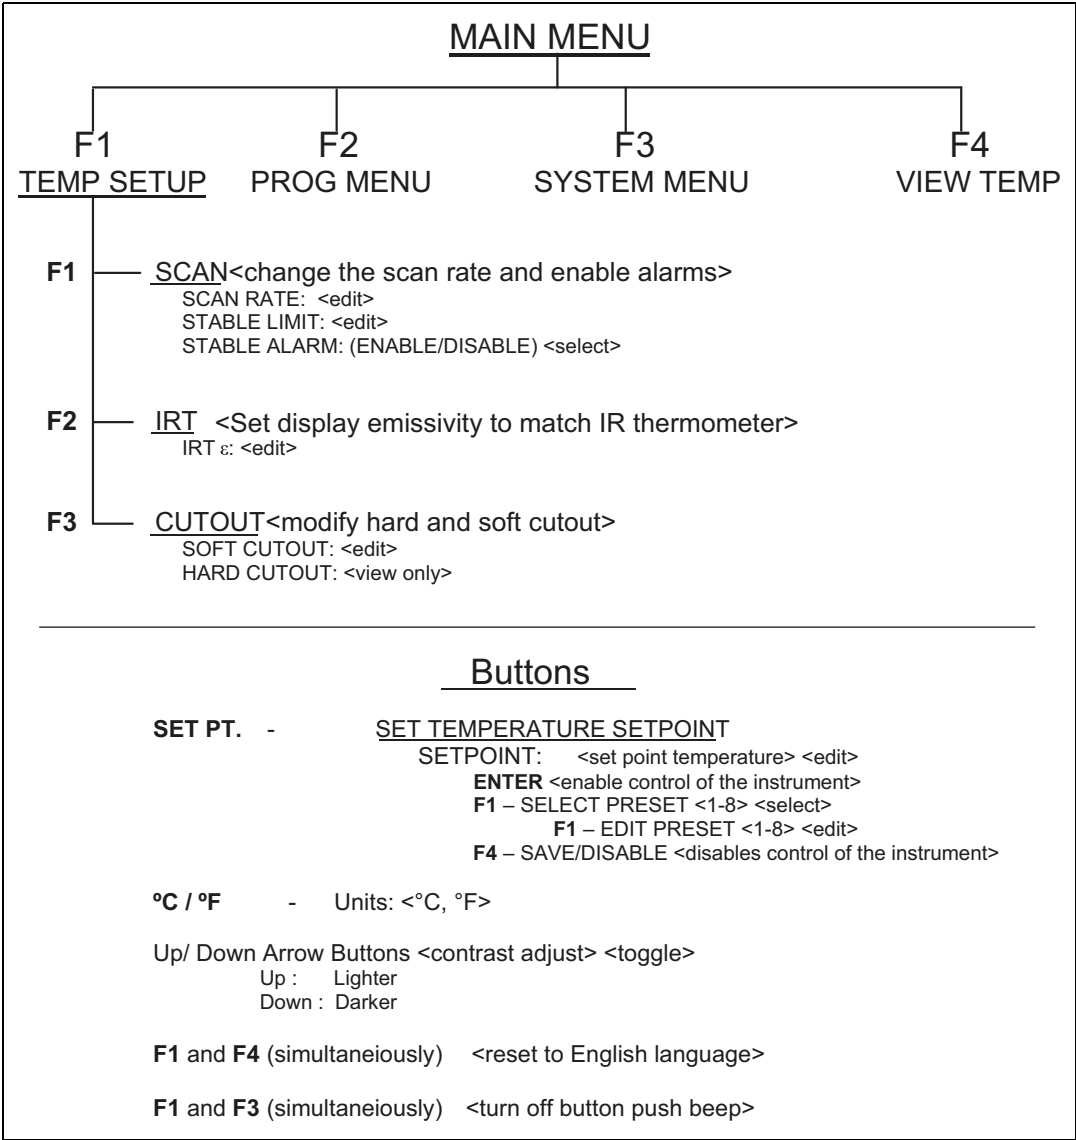 MAIN MENU
F1 F2 F3 F4
TEMP SETUP PROG MENU SYSTEM MENU VIEW TEMP
F1 SCAN<change the scan rate and enable alarms>
SCAN RATE: <edit>
STABLE LIMIT: <edit>
STABLE ALARM: (ENABLE/DISABLE) <select>
F2 IRT <Set display emissivity to match IR thermometer>
IRT ε: <edit>
F3 CUTOUT<modify hard and soft cutout>
SOFT CUTOUT: <edit>
HARD CUTOUT: <view only>
Buttons
SET PT. - SET TEMPERATURE SETPOINT
SETPOINT: <set point temperature> <edit>
ENTER <enable control of the instrument>
F1 – SELECT PRESET <1-8> <select>
F1 – EDIT PRESET <1-8> <edit>
F4 – SAVE/DISABLE <disables control of the instrument>
ºC / ºF - Units: <°C, °F>
Up/ Down Arrow Buttons <contrast adjust> <toggle>
Up : Lighter
Down : Darker
F1 and F4 (simultaneiously) <reset to English language>
F1 and F3 (simultaneiously) <turn off button push beep>